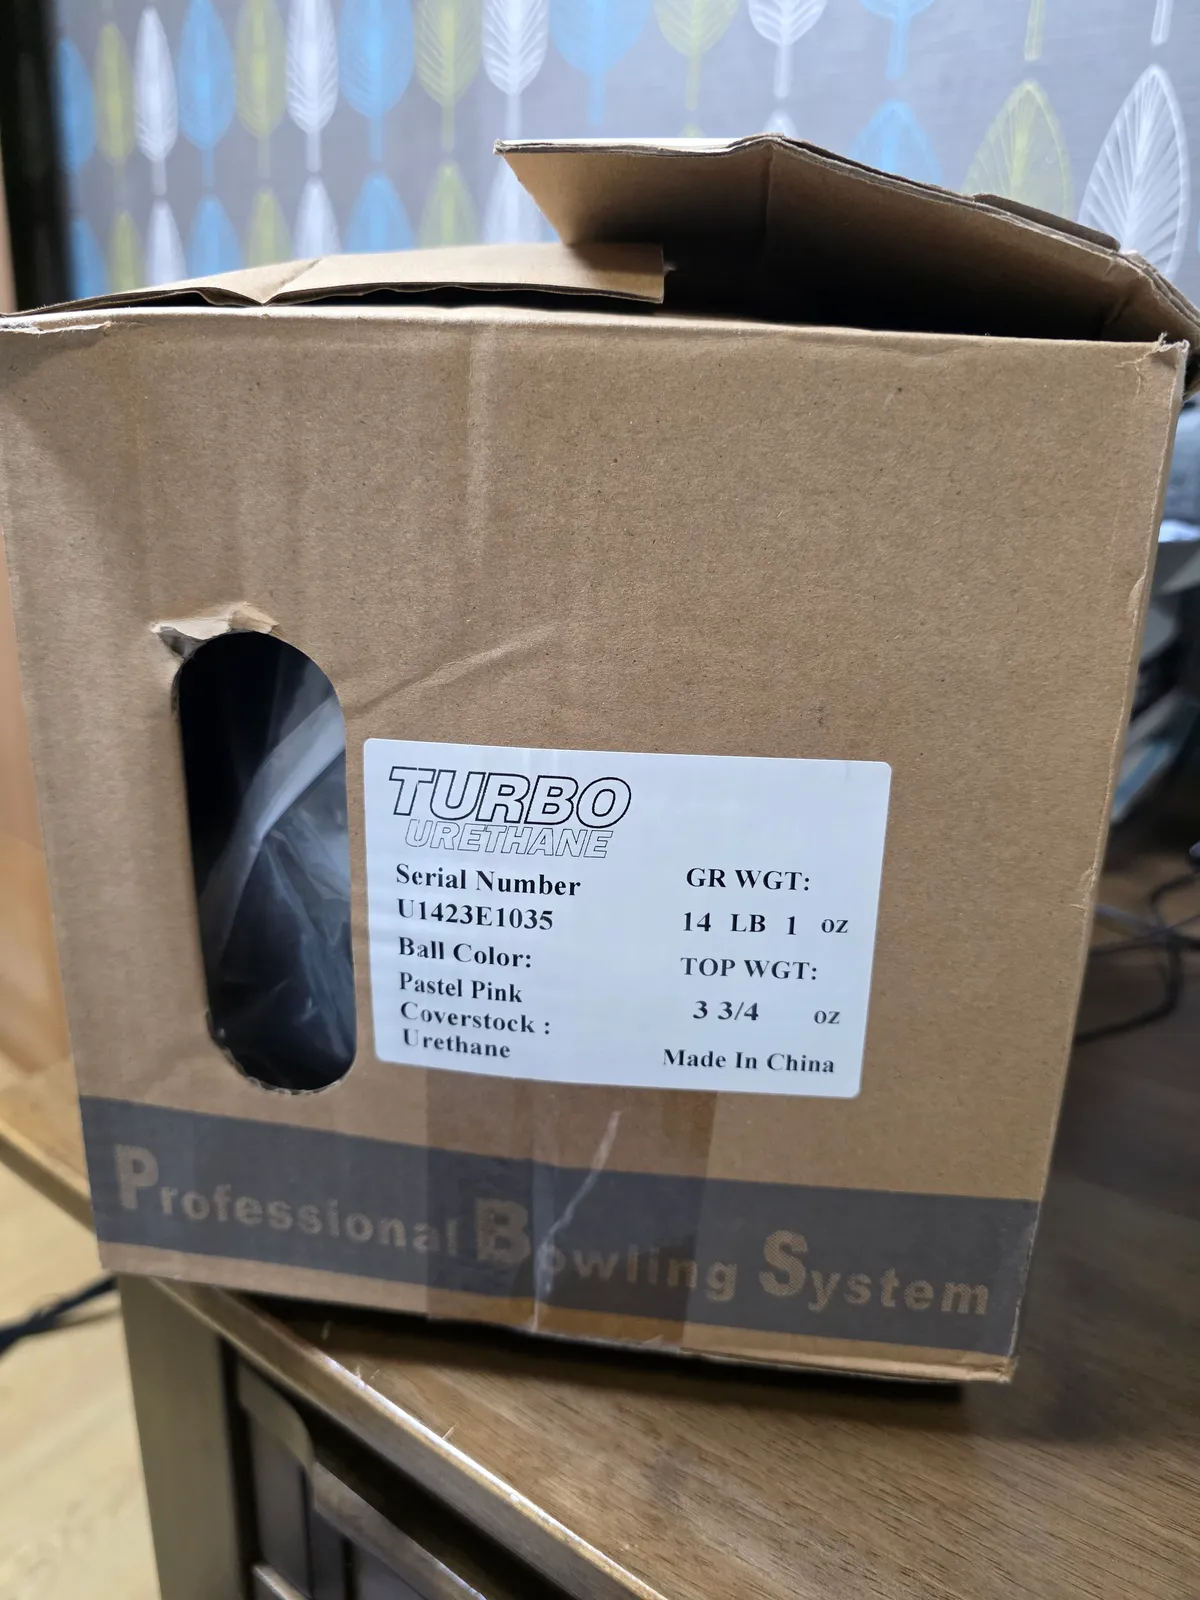 TURBO
URETHANE
Serial Number
U1423E1035
Ball Color:
Pastel Pink
Coverstock :
Urethane
GR WGT:
14 LB 1 oz
TOP WGT:
3 3/4 oz
Made In China
Professional Bowling System